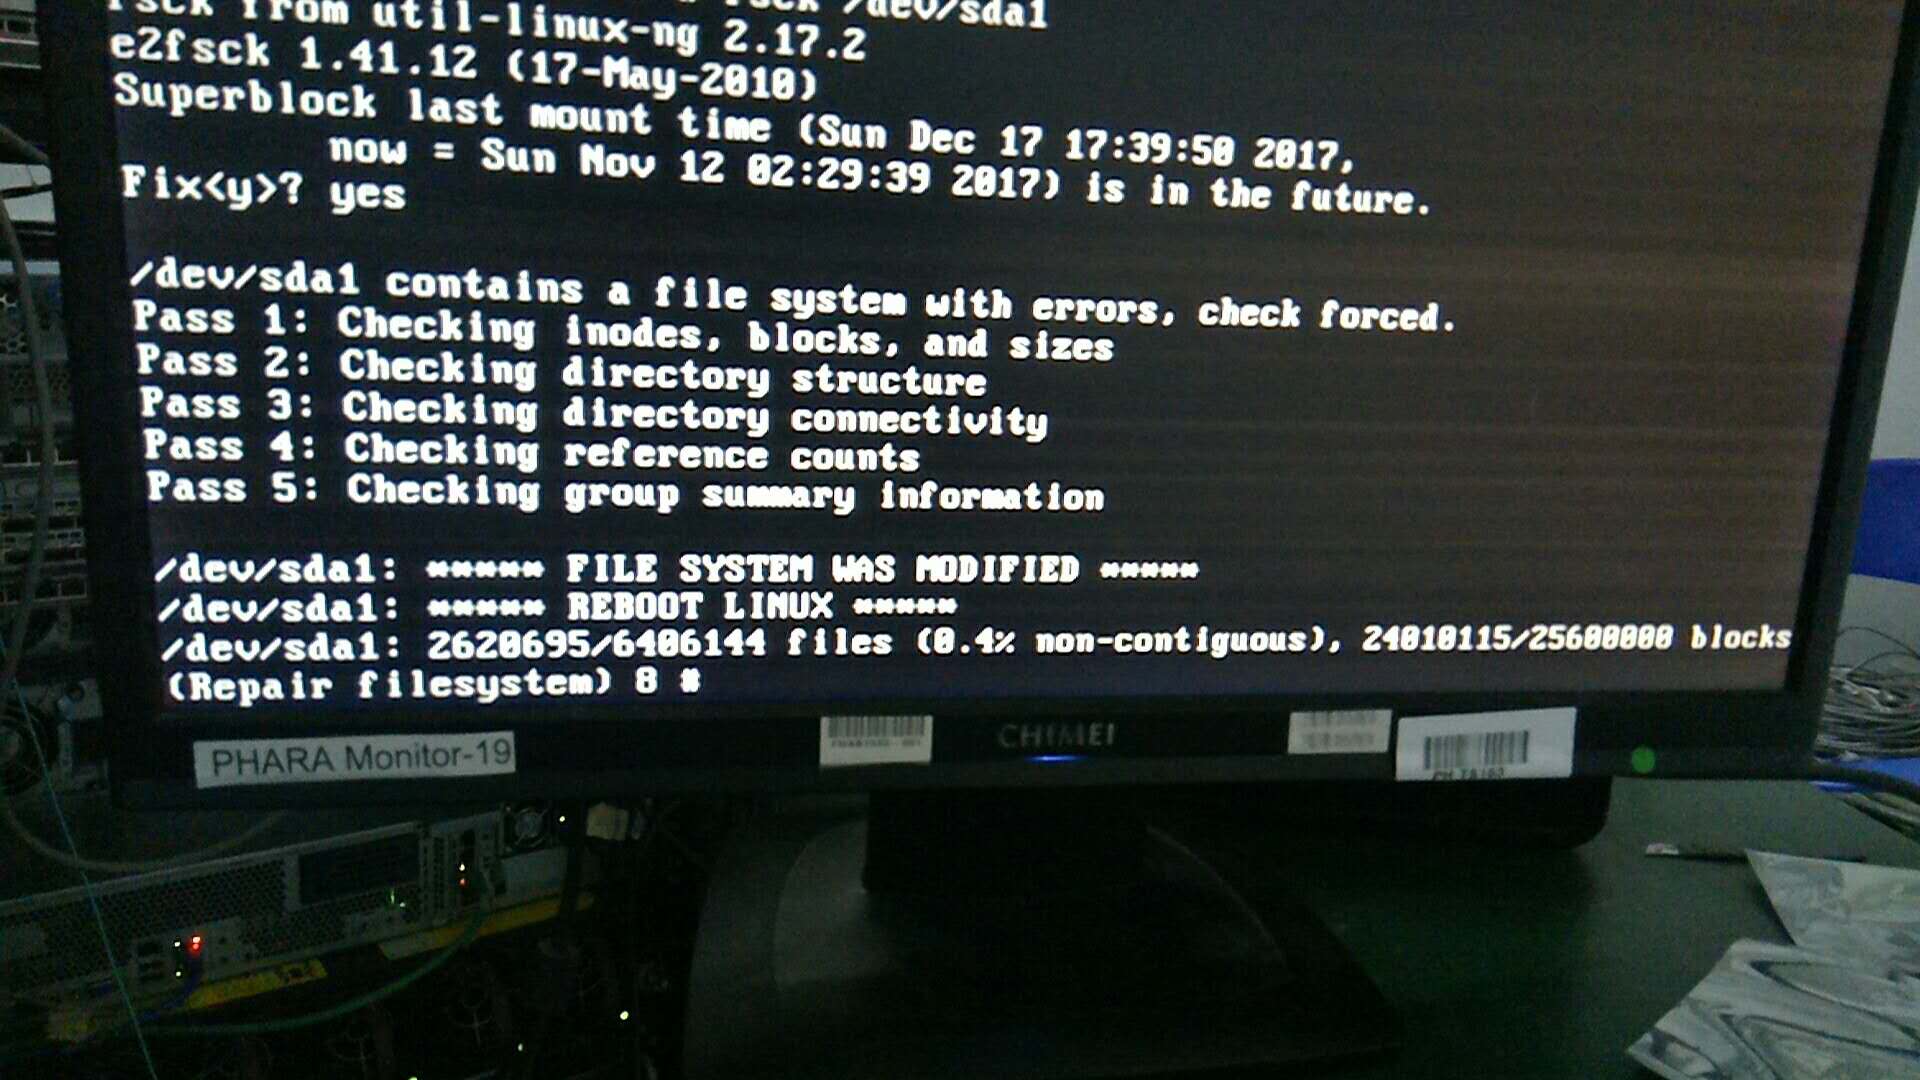 fsck /dev/sda1
fsck from util-linux-ng 2.17.2
e2fsck 1.41.12 (17-May-2010)
Superblock last mount time (Sun Dec 17 17:39:50 2017,
now = Sun Nov 12 02:29:39 2017) is in the future.
Fix<y>? yes
/dev/sda1 contains a file system with errors, check forced.
Pass 1: Checking inodes, blocks, and sizes
Pass 2: Checking directory structure
Pass 3: Checking directory connectivity
Pass 4: Checking reference counts
Pass 5: Checking group summary information
/dev/sda1: ***** FILE SYSTEM WAS MODIFIED *****
/dev/sda1: ***** REBOOT LINUX *****
/dev/sda1: 2620695/6406144 files (0.4% non-contiguous), 24010115/25600000 blocks
(Repair filesystem) 8 #
PHARA Monitor-19
CHIMEI